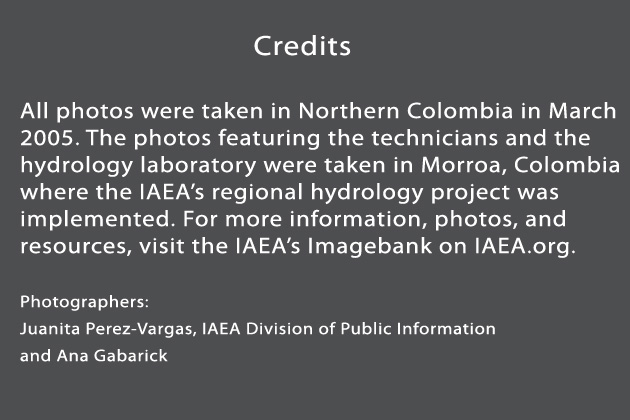 Credits
All photos were taken in Northern Colombia in March
2005. The photos featuring the technicians and the
hydrology laboratory were taken in Morroa, Colombia
where the IAEA’s regional hydrology project was
implemented. For more information, photos, and
resources, visit the IAEA’s Imagebank on IAEA.org.
Photographers:
Juanita Perez-Vargas, IAEA Division of Public Information
and Ana Gabarick